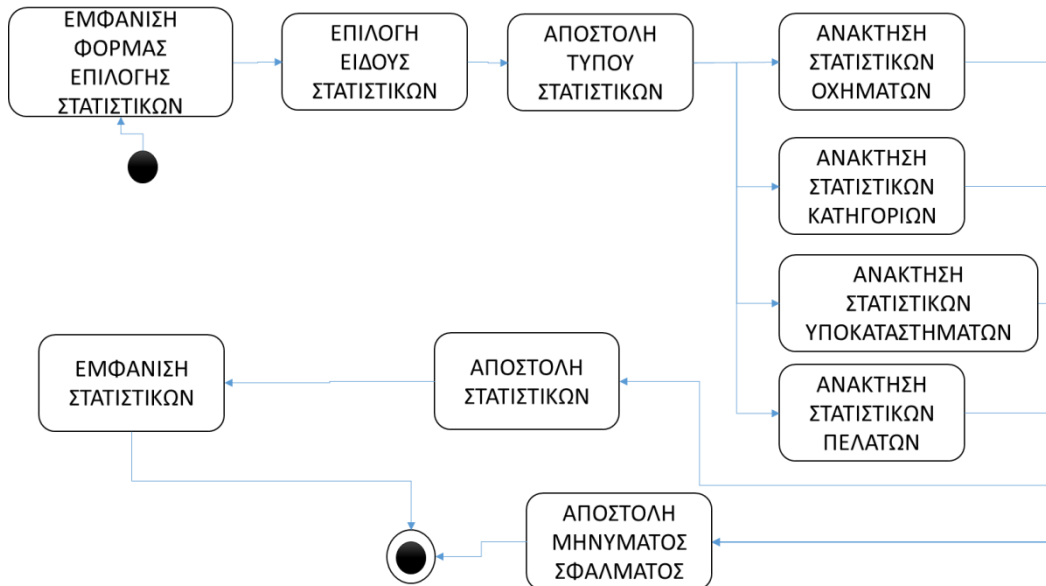 ΕΜΦΑΝΙΣΗ
ΦΟΡΜΑΣ
ΕΠΙΛΟΓΗΣ
ΣΤΑΤΙΣΤΙΚΩΝ
ΕΠΙΛΟΓΗ
ΕΙΔΟΥΣ
ΣΤΑΤΙΣΤΙΚΩΝ
ΑΠΟΣΤΟΛΗ
ΤΥΠΟΥ
ΣΤΑΤΙΣΤΙΚΩΝ
ΑΝΑΚΤΗΣΗ
ΣΤΑΤΙΣΤΙΚΩΝ
ΟΧΗΜΑΤΩΝ
ΑΝΑΚΤΗΣΗ
ΣΤΑΤΙΣΤΙΚΩΝ
ΚΑΤΗΓΟΡΙΩΝ
ΑΝΑΚΤΗΣΗ
ΣΤΑΤΙΣΤΙΚΩΝ
ΥΠΟΚΑΤΑΣΤΗΜΑΤΩΝ
ΑΝΑΚΤΗΣΗ
ΣΤΑΤΙΣΤΙΚΩΝ
ΠΕΛΑΤΩΝ
ΑΠΟΣΤΟΛΗ
ΣΤΑΤΙΣΤΙΚΩΝ
ΕΜΦΑΝΙΣΗ
ΣΤΑΤΙΣΤΙΚΩΝ
ΑΠΟΣΤΟΛΗ
ΜΗΝΥΜΑΤΟΣ
ΣΦΑΛΜΑΤΟΣ